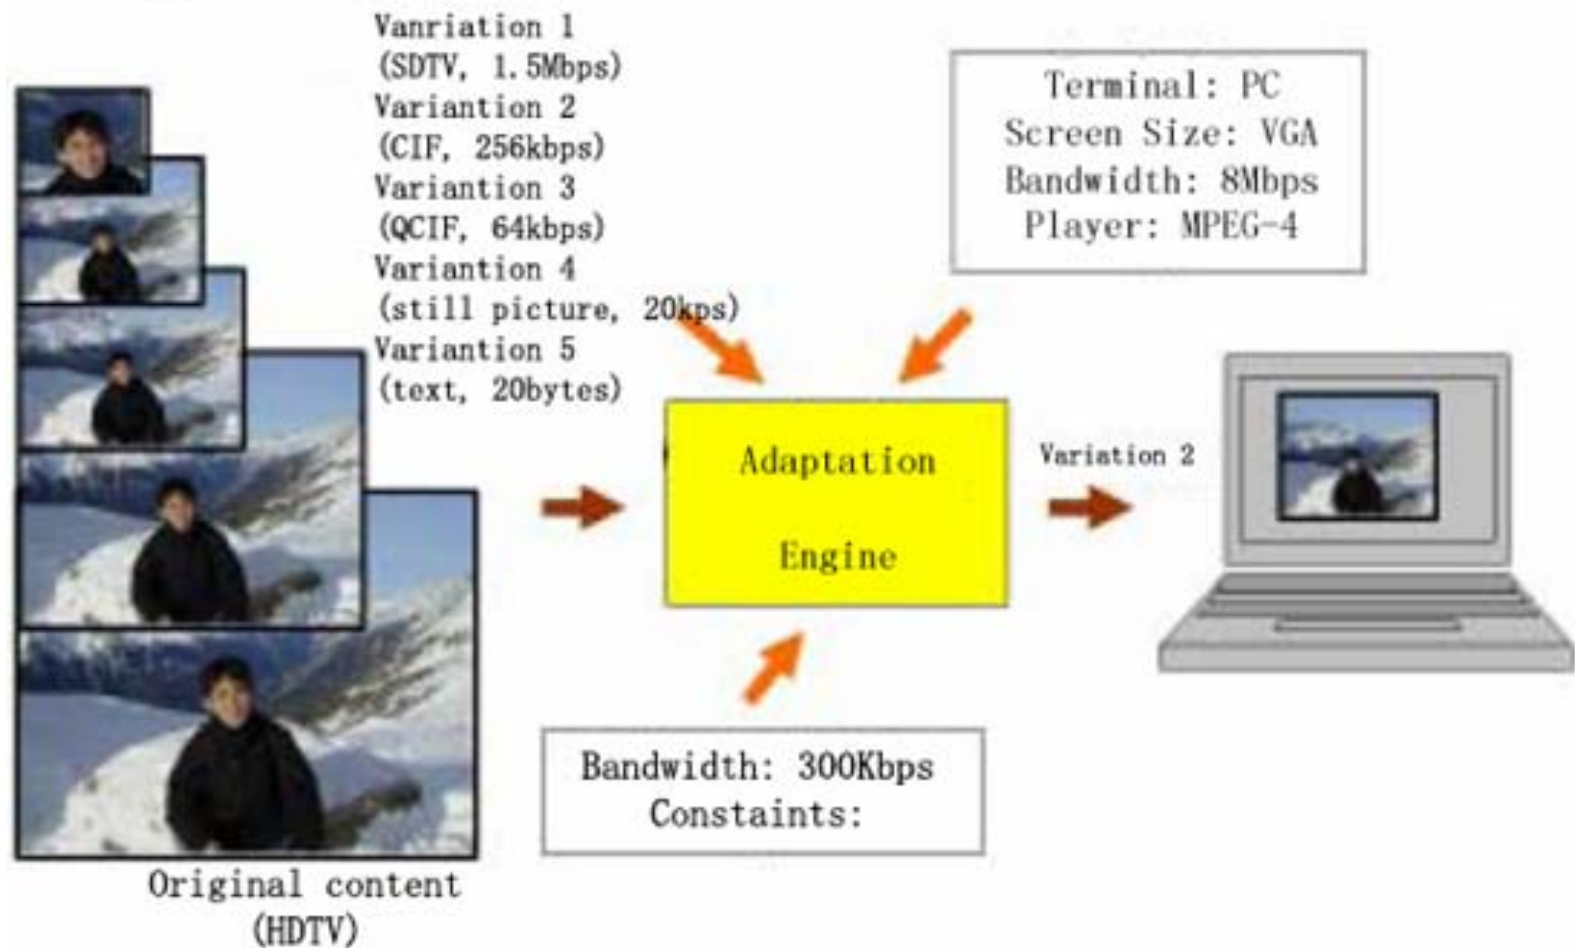 Vanriation 1
(SDTV, 1.5Mbps)
Variantion 2
(CIF, 256kbps)
Variantion 3
(QCIF, 64kbps)
Variantion 4
(still picture, 20kps)
Variantion 5
(text, 20bytes)
Terminal: PC
Screen Size: VGA
Bandwidth: 8Mbps
Player: MPEG-4
Adaptation
Engine
Variation 2
Bandwidth: 300Kbps
Constaints:
Original content
(HDTV)